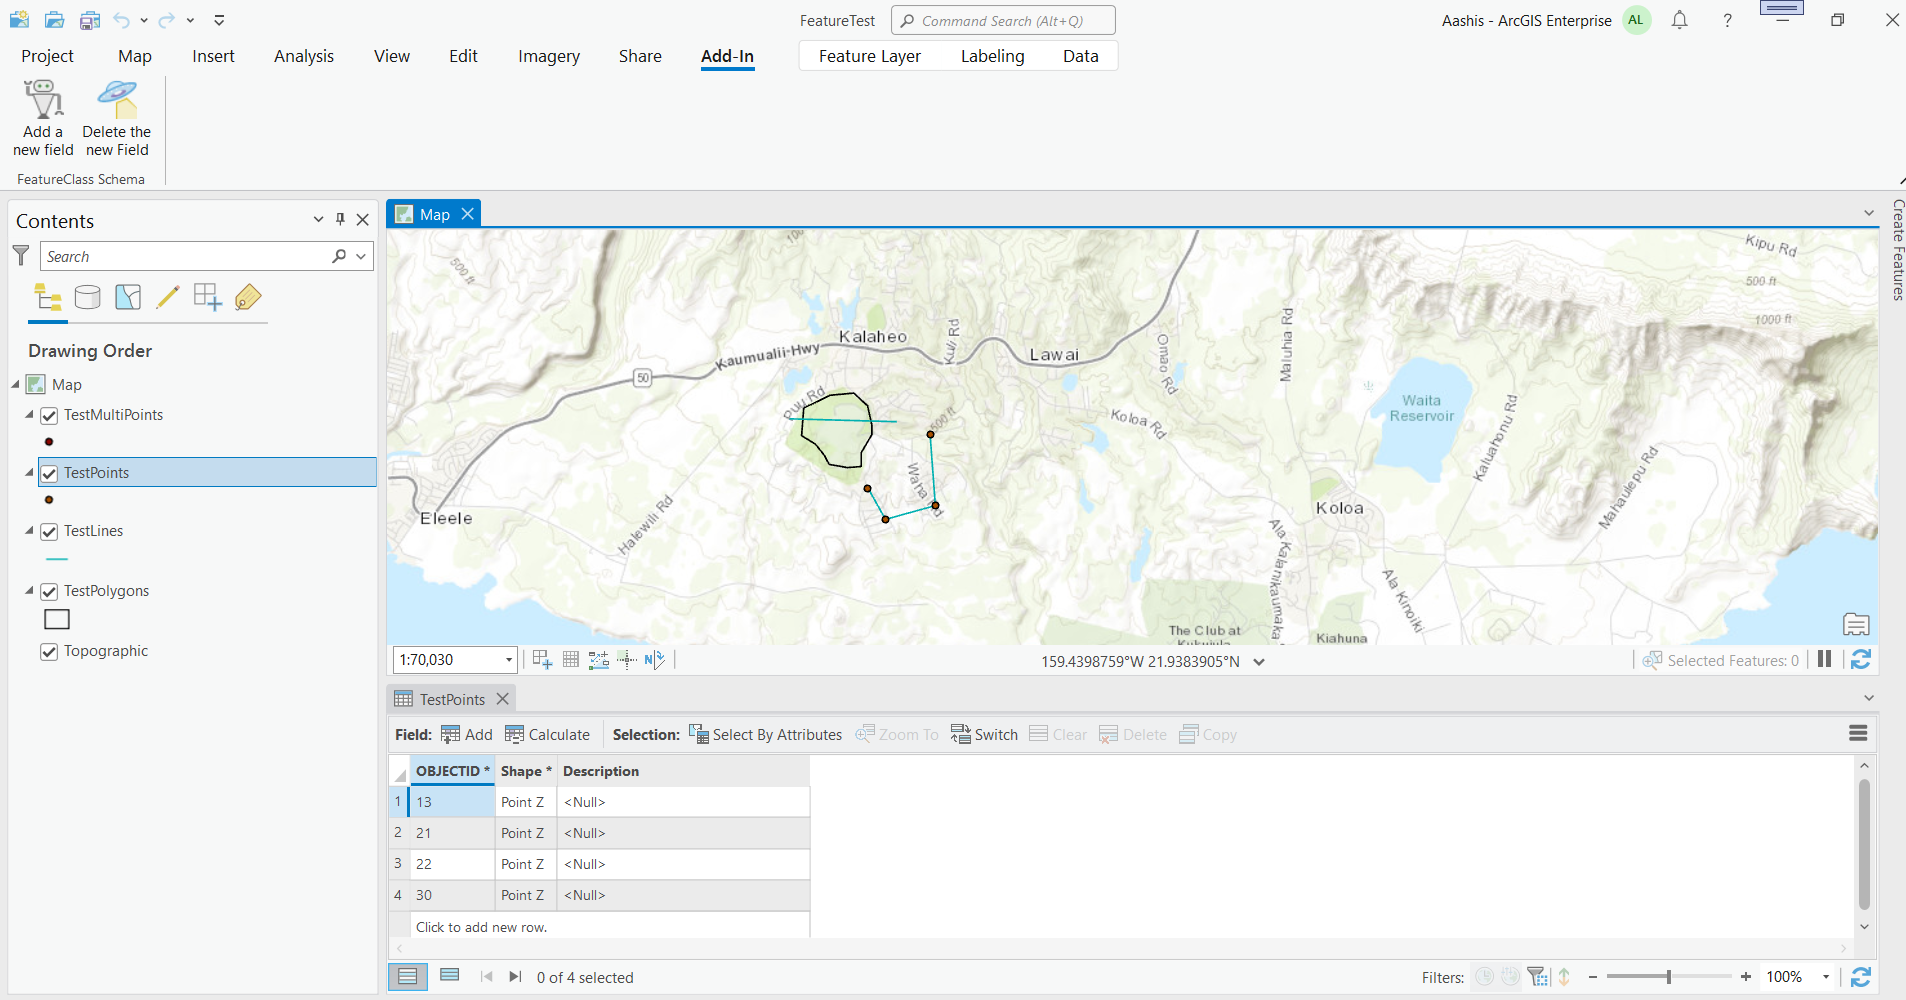 FeatureTest
Command Search (Alt+Q)
Aashis - ArcGIS Enterprise
AL
?
Project
Map
Insert
Analysis
View
Edit
Imagery
Share
Add-In
Feature Layer
Labeling
Data
Add a
new field
Delete the
new Field
FeatureClass Schema
Contents
Search
Drawing Order
Map
TestMultiPoints
TestPoints
TestLines
TestPolygons
Topographic
Map
Create Features
500 ft
Kipu Rd
500 ft
1000 ft
Kalaheo
Kuli Rd
Lawai
Omao Rd
Maluhia Rd
Kaumualii-Hwy
50
Puu Rd
500 ft
Koloa Rd
Waita
Reservoir
Kaluahonu Rd
Mahaulepu Rd
Waha Rd
Eleele
Halewili Rd
Koloa
Ala Kalanikaumaka
Ala Kinoiki
The Club at
Kukuiula
Kiahuna
1:70,030
159.4398759°W 21.9383905°N
Selected Features: 0
TestPoints
Field: Add Calculate Selection: Select By Attributes Zoom To Switch Clear Delete Copy
OBJECTID * Shape * Description
1 13 Point Z <Null>
2 21 Point Z <Null>
3 22 Point Z <Null>
4 30 Point Z <Null>
Click to add new row.
0 of 4 selected
Filters:
100%